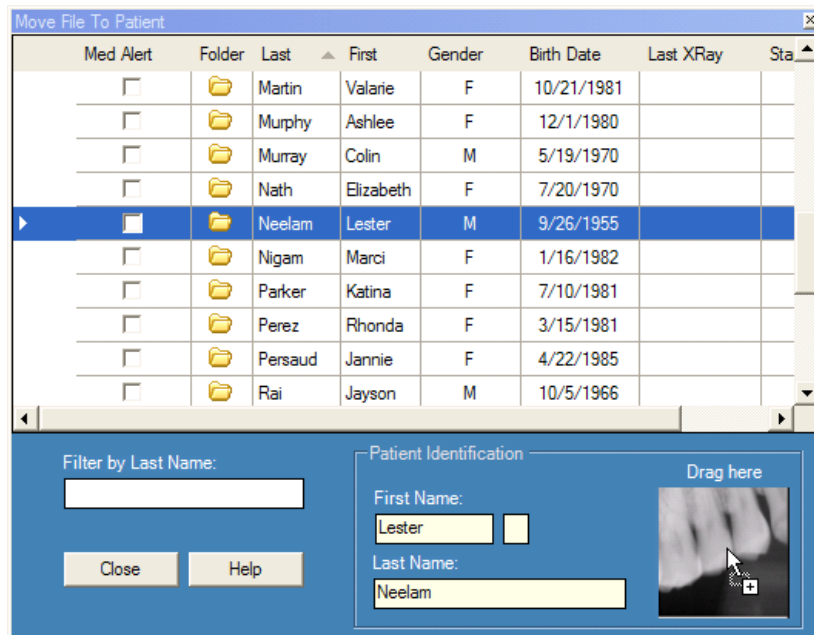 Move File To Patient
Med Alert Folder Last First Gender Birth Date Last XRay Sta
Martin Valarie F 10/21/1981
Murphy Ashlee F 12/1/1980
Murray Colin M 5/19/1970
Nath Elizabeth F 7/20/1970
Neelam Lester M 9/26/1955
Nigam Marci F 1/16/1982
Parker Katina F 7/10/1981
Perez Rhonda F 3/15/1981
Persaud Jannie F 4/22/1985
Rai Jayson M 10/5/1966
Filter by Last Name:
Close Help
Patient Identification
First Name:
Lester
Last Name:
Neelam
Drag here